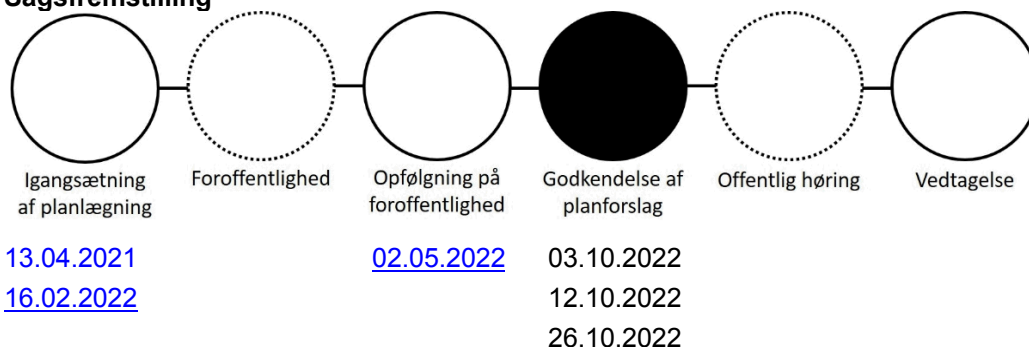 Sagsfremstilling
Igangsætning
af planlægning
Foroffentlighed
Opfølgning på
foroffentlighed
Godkendelse af
planforslag
Offentlig høring
Vedtagelse
13.04.2021
02.05.2022
03.10.2022
16.02.2022
12.10.2022
26.10.2022